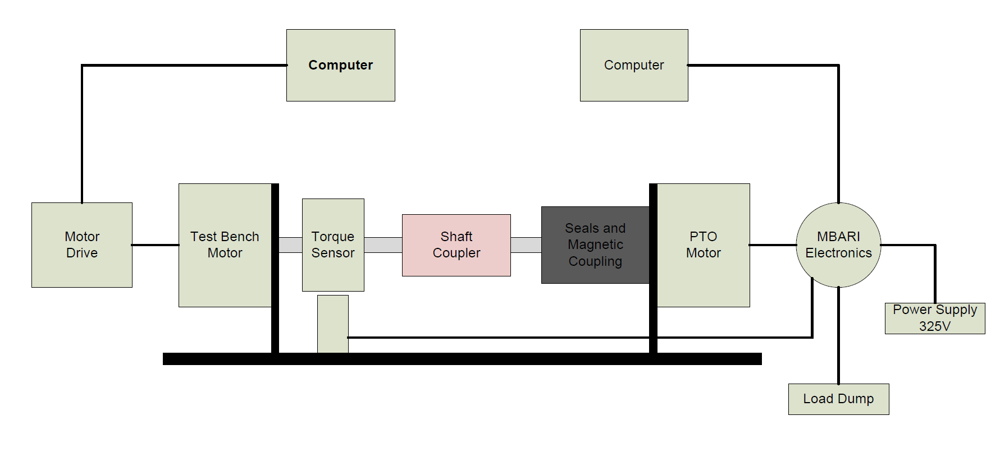 Computer
Computer
Motor
Drive
Test Bench
Motor
Torque
Sensor
Shaft
Coupler
Seals and
Magnetic
Coupling
PTO
Motor
MBARI
Electronics
Power Supply
325V
Load Dump